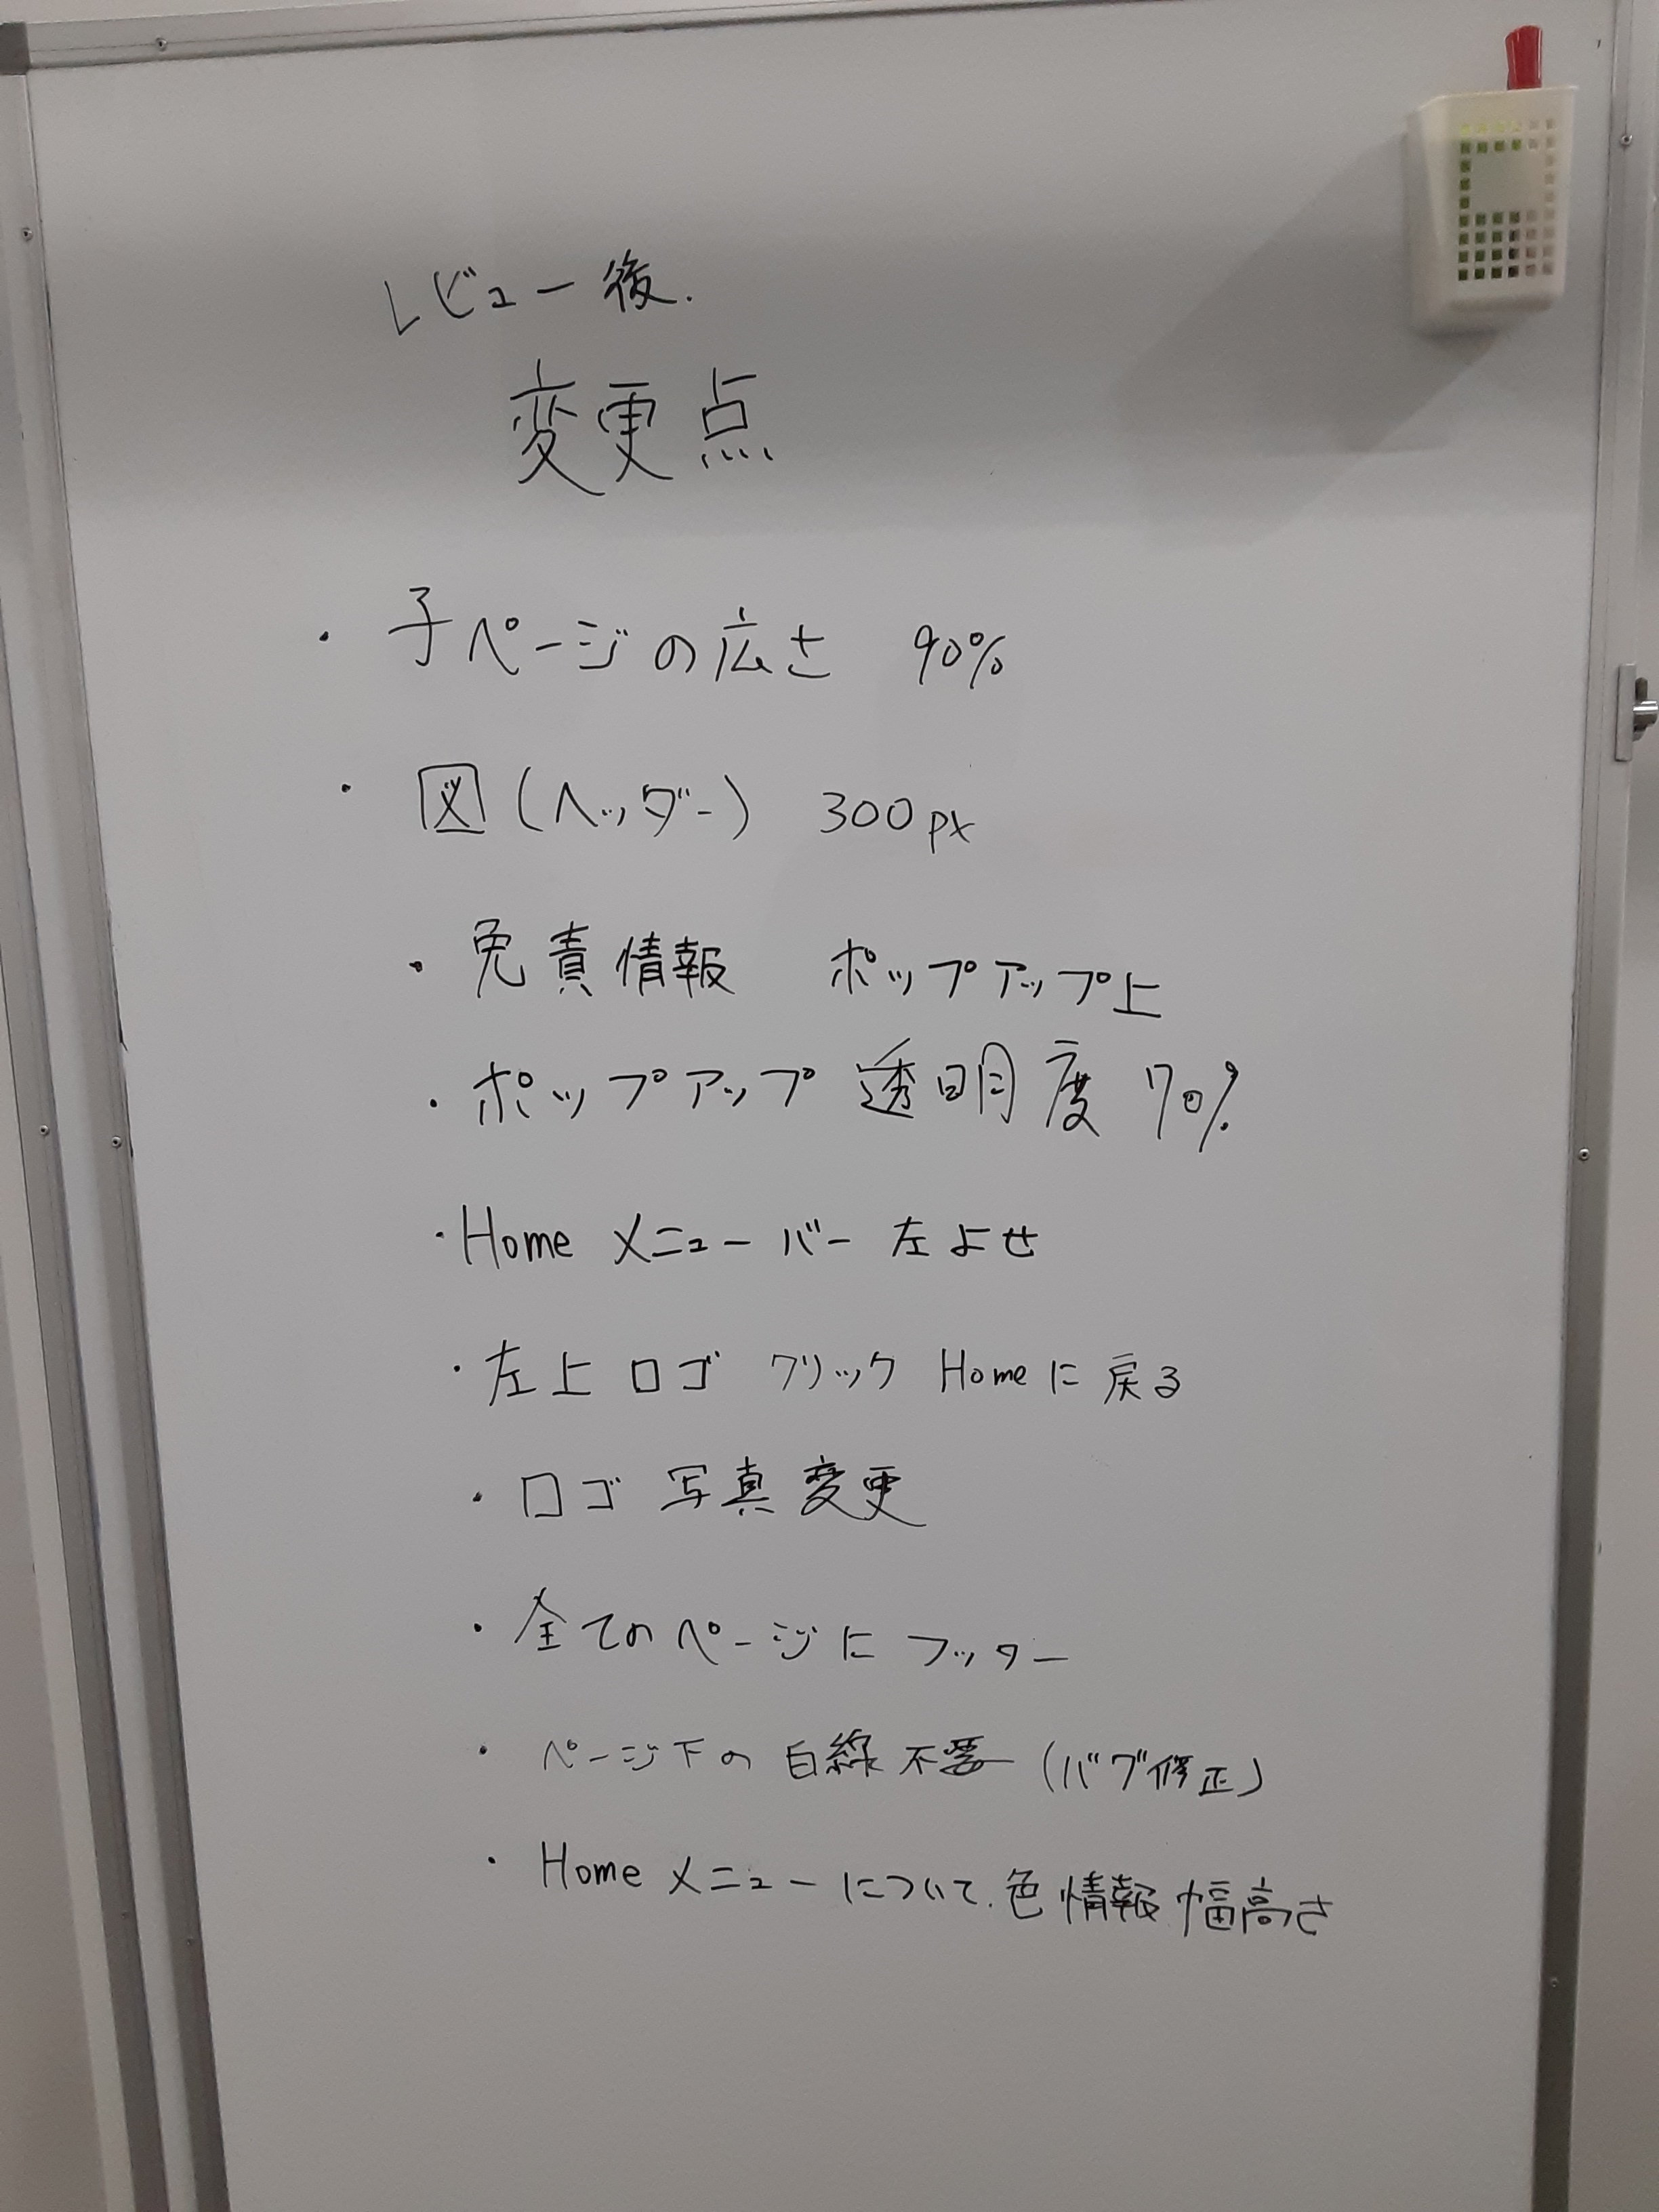 レビュー後.
変更点
・子ページの広さ 90%
・図(ヘッダー) 300px
・免責情報 ポップアップ上
・ポップアップ透明度 70%
・Home メニューバー 左よせ
・左上ロゴ クリック Homeに戻る
・ロゴ 写真変更
・全てのページに フッター
・ページ下の 白線不要(バグ修正)
・Home メニューについて.色情報 幅高さ